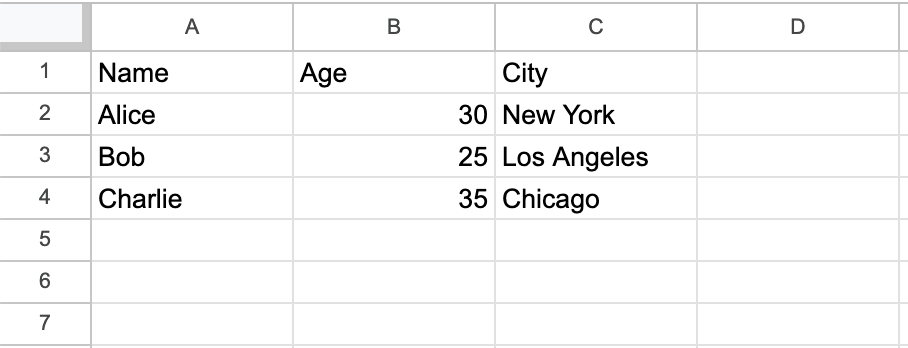 A B C D
1 Name Age City
2 Alice 30 New York
3 Bob 25 Los Angeles
4 Charlie 35 Chicago
5
6
7